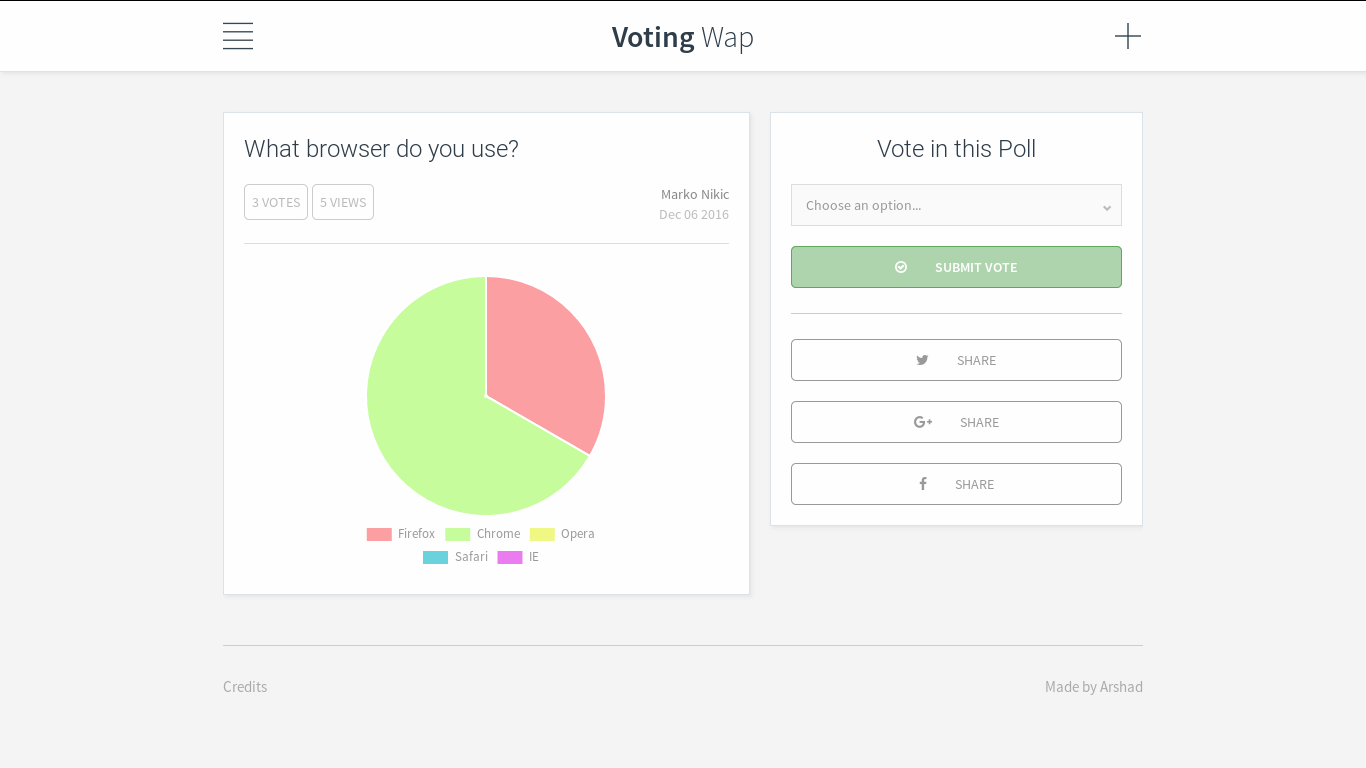 Voting Wap
What browser do you use?
3 VOTES 5 VIEWS
Marko Nikic
Dec 06 2016
Firefox Chrome Opera
Safari IE
Vote in this Poll
Choose an option...
SUBMIT VOTE
SHARE
SHARE
SHARE
Credits
Made by Arshad